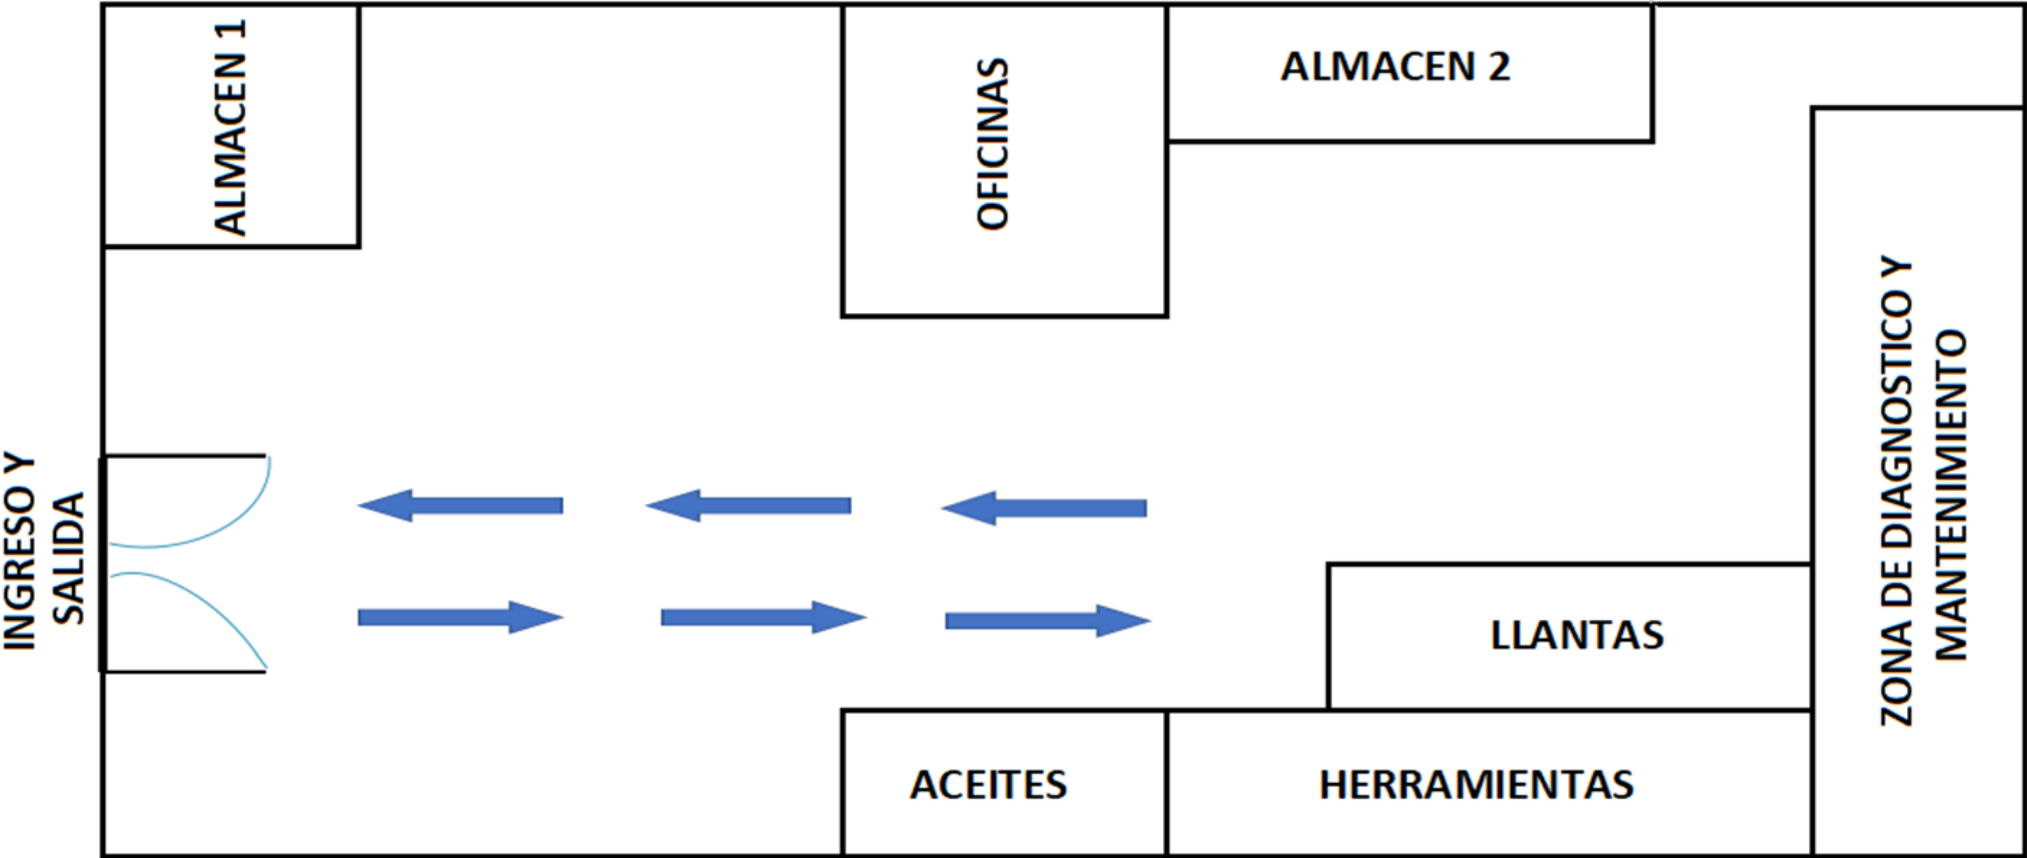 ALMACEN 1
OFICINAS
ALMACEN 2
INGRESO Y
SALIDA
ZONA DE DIAGNOSTICO Y
MANTENIMIENTO
LLANTAS
ACEITES
HERRAMIENTAS